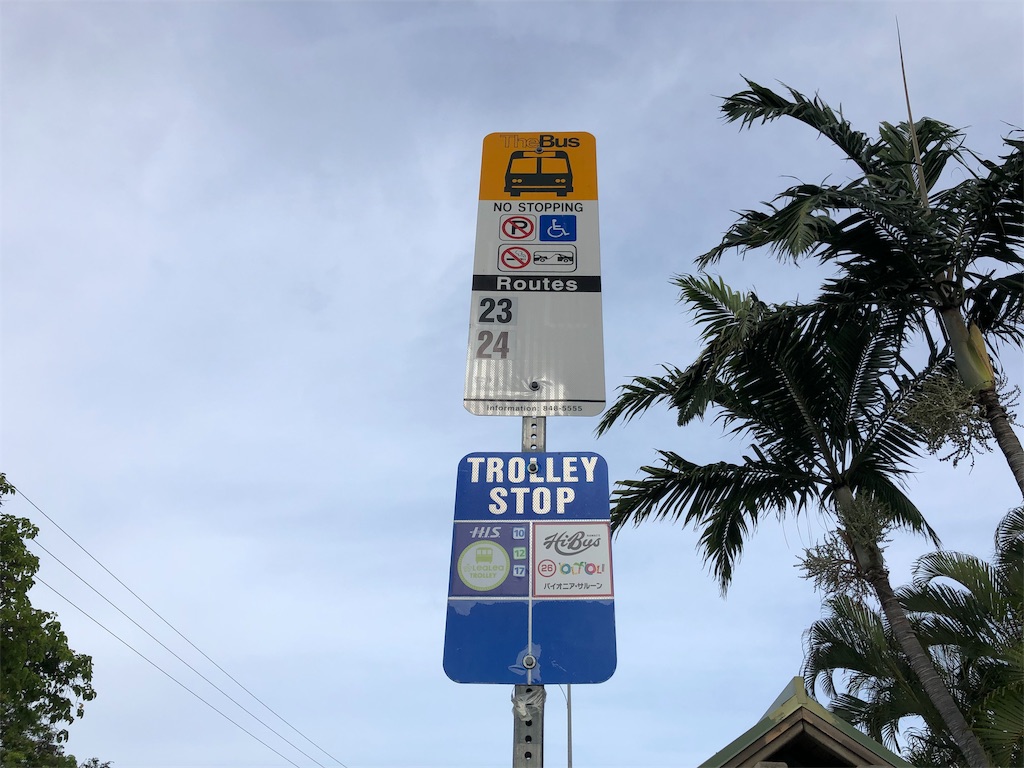 TheBus
NO STOPPING
P
Routes
23
24
Information: 848-5555
TROLLEY
STOP
H.I.S. 10
12
LeaLea
TROLLEY 17
HiBus
26
パイオニア・サルーン